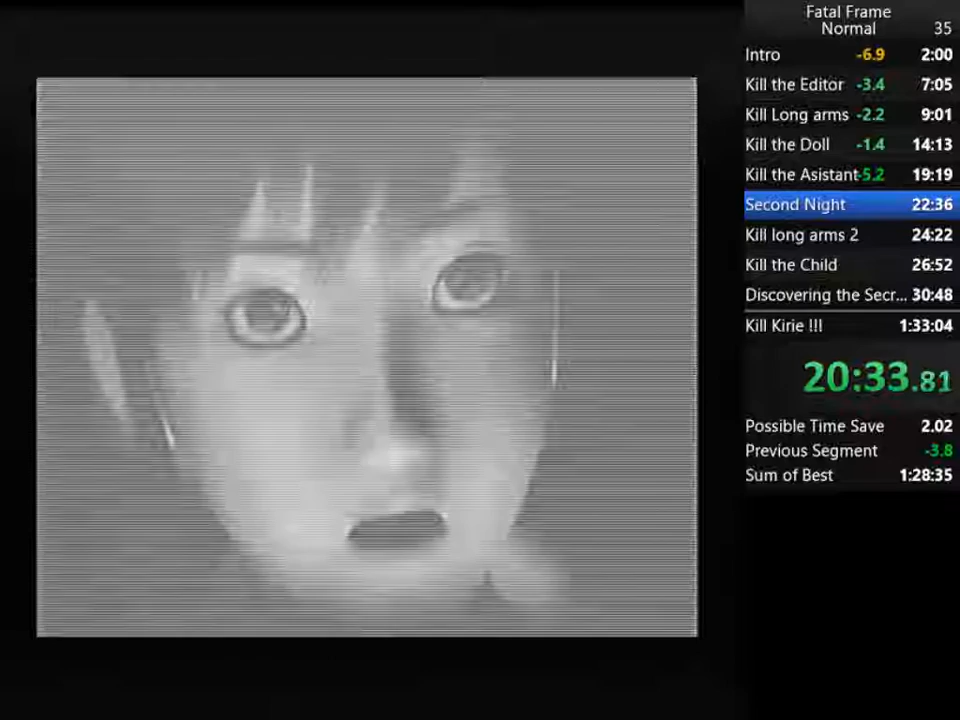 Fatal Frame
Normal 35
Intro -6.9 2:00
Kill the Editor -3.4 7:05
Kill Long arms -2.2 9:01
Kill the Doll -1.4 14:13
Kill the Asistant -5.2 19:19
Second Night 22:36
Kill long arms 2 24:22
Kill the Child 26:52
Discovering the Secr... 30:48
Kill Kirie !!! 1:33:04
20:33.81
Possible Time Save 2.02
Previous Segment -3.8
Sum of Best 1:28:35